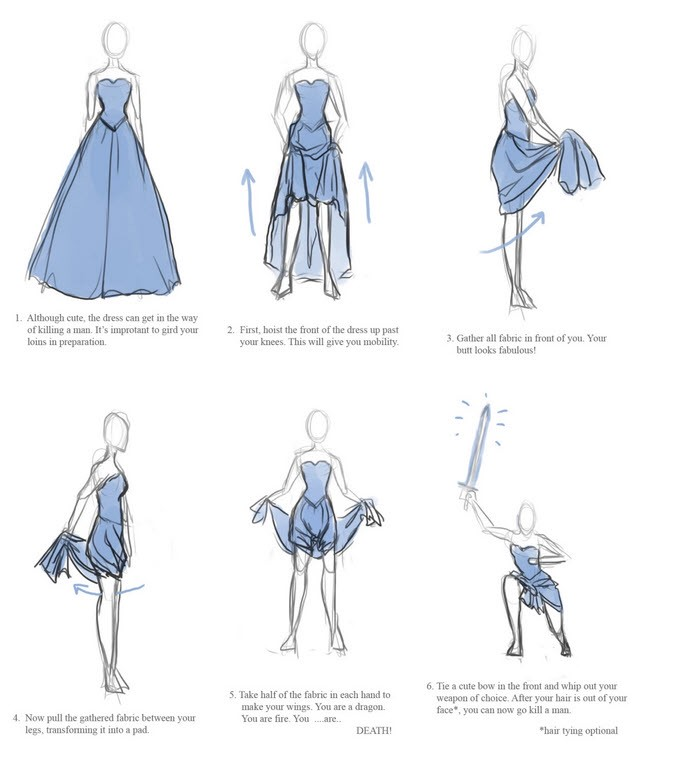 1. Although cute, the dress can get in the way
of killing a man. It's improtant to gird your
loins in preparation.
2. First, hoist the front of the dress up past
your knees. This will give you mobility.
3. Gather all fabric in front of you. Your
butt looks fabulous!
4. Now pull the gathered fabric between your
legs, transforming it into a pad.
5. Take half of the fabric in each hand to
make your wings. You are a dragon.
You are fire. You ....are..
DEATH!
6. Tie a cute bow in the front and whip out your
weapon of choice. After your hair is out of your
face*, you can now go kill a man.
*hair tying optional